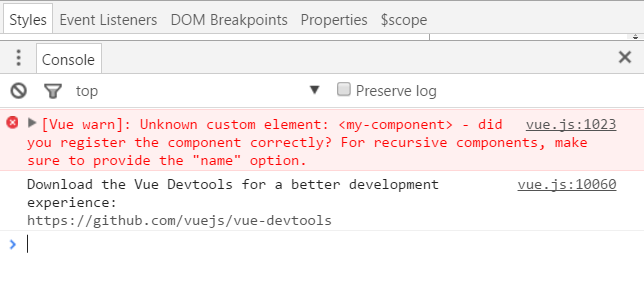 Styles Event Listeners DOM Breakpoints Properties $scope
Console
top Preserve log
[Vue warn]: Unknown custom element: <my-component> - did vue.js:1023
you register the component correctly? For recursive components, make
sure to provide the "name" option.
Download the Vue Devtools for a better development vue.js:10060
experience:
https://github.com/vuejs/vue-devtools